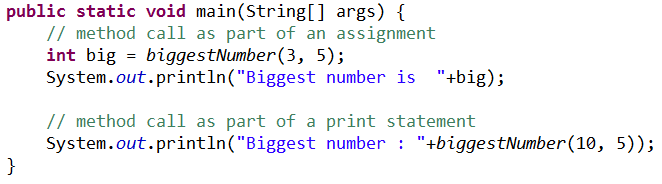 public static void main(String[] args) {
    // method call as part of an assignment
    int big = biggestNumber(3, 5);
    System.out.println("Biggest number is  "+big);
    // method call as part of a print statement
    System.out.println("Biggest number : "+biggestNumber(10, 5));
}